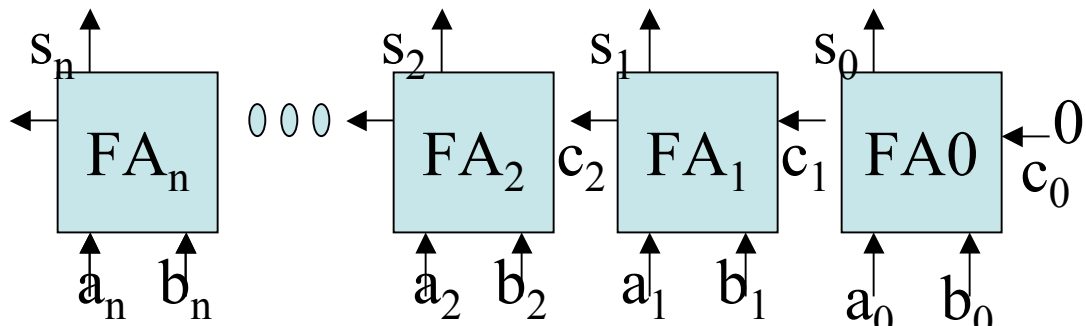 sₙ s₂ s₁ s₀
FAₙ FA₂ c₂ FA₁ c₁ FA0 0
c₀
aₙ bₙ a₂ b₂ a₁ b₁ a₀ b₀